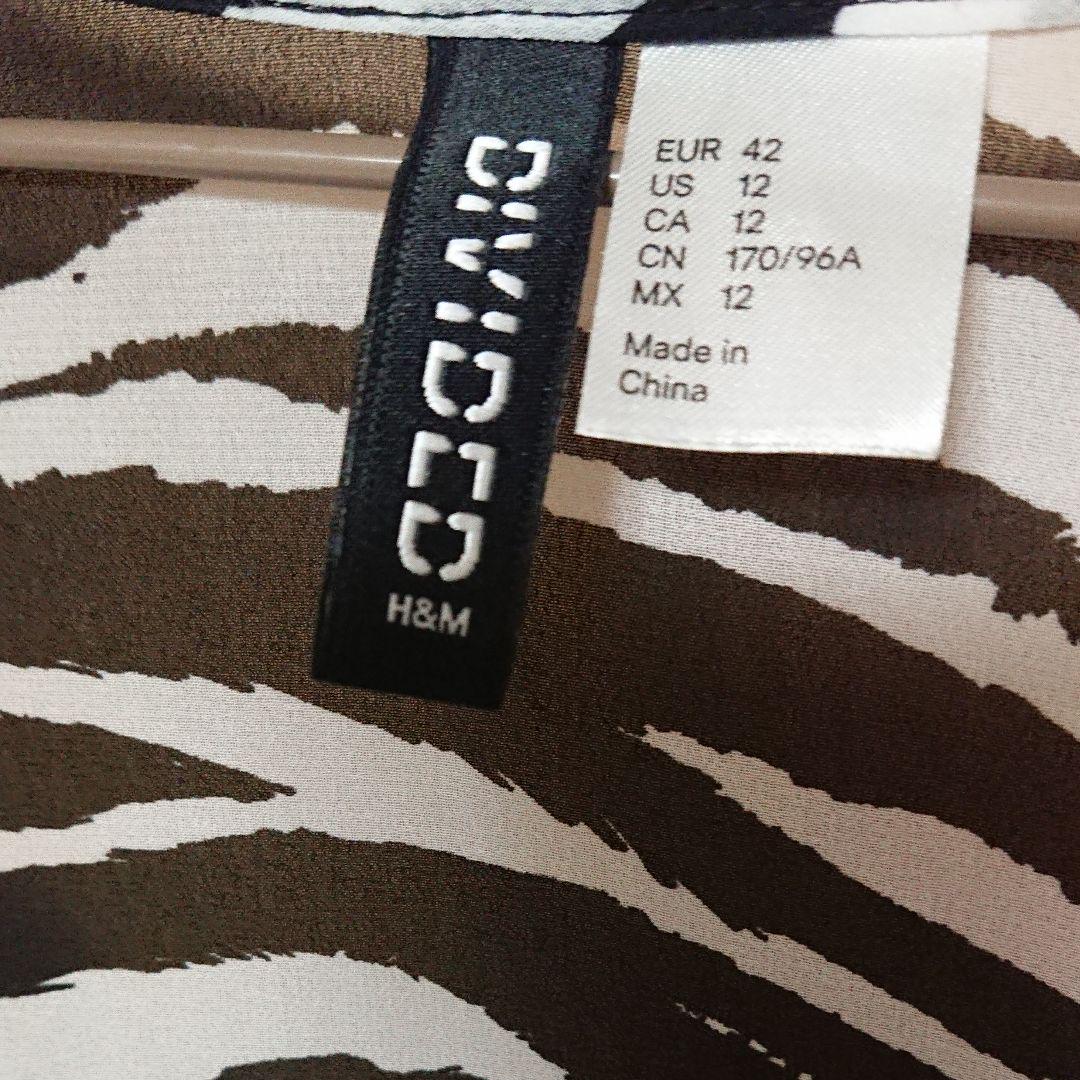 DIVIDED
H&M
EUR 42
US 12
CA 12
CN 170/96A
MX 12
Made in
China